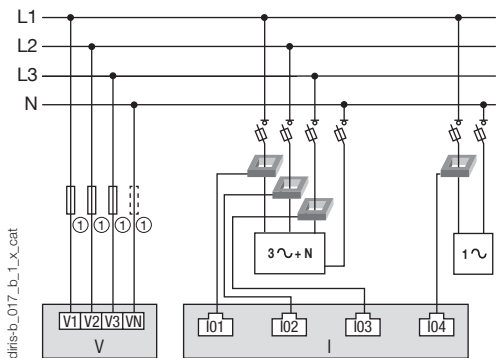 L1
L2
L3
N
1 1 1 1
3 ~ + N
1 ~
V1 V2 V3 VN
V
I01 I02 I03 I04
I
diris-b_017_b_1_x_cat